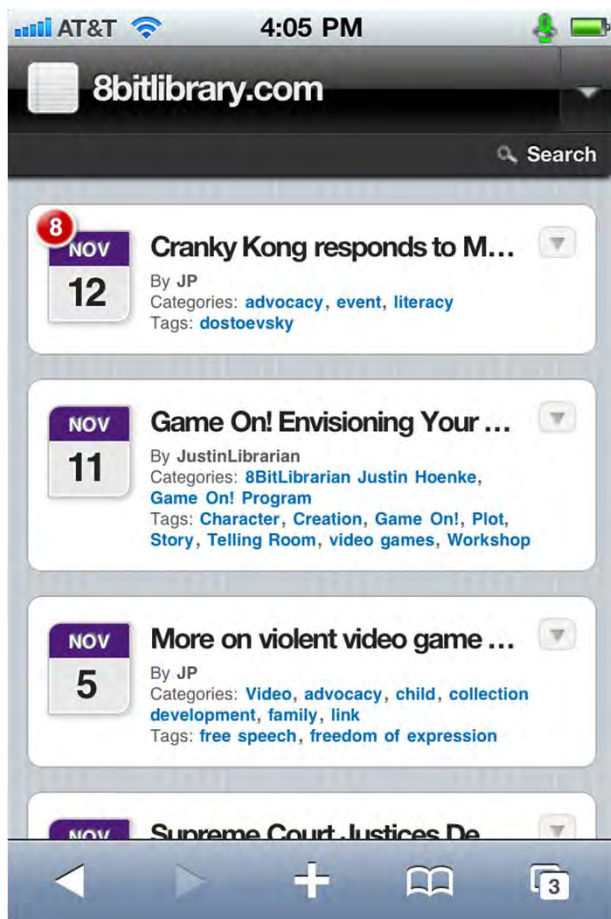 AT&T 4:05 PM
8bitlibrary.com
Search
8
NOV
12
Cranky Kong responds to M...
By JP
Categories: advocacy, event, literacy
Tags: dostoevsky
NOV
11
Game On! Envisioning Your ...
By JustinLibrarian
Categories: 8BitLibrarian Justin Hoenke,
Game On! Program
Tags: Character, Creation, Game On!, Plot,
Story, Telling Room, video games, Workshop
NOV
5
More on violent video game ...
By JP
Categories: Video, advocacy, child, collection
development, family, link
Tags: free speech, freedom of expression
NOV
Supreme Court Justices De
3